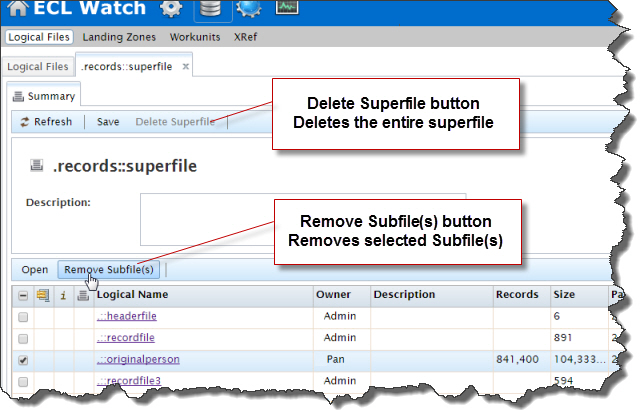 ECL Watch
Logical Files Landing Zones Workunits XRef
Logical Files .records::superfile
Summary
Refresh Save Delete Superfile
Delete Superfile button
Deletes the entire superfile
.records::superfile
Description:
Remove Subfile(s) button
Removes selected Subfile(s)
Open Remove Subfile(s)
Logical Name Owner Description Records Size
.::headerfile Admin 6
.::recordfile Admin 891
.::originalperson Pan 841,400 104,333...
.::recordfile3 Admin 594